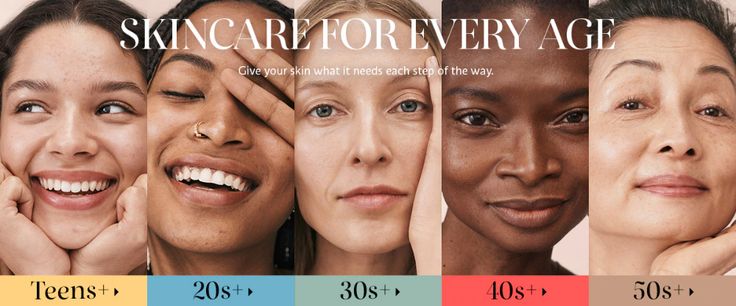 SKINCARE FOR EVERY AGE
Give your skin what it needs each step of the way.
Teens+
20s+
30s+
40s+
50s+